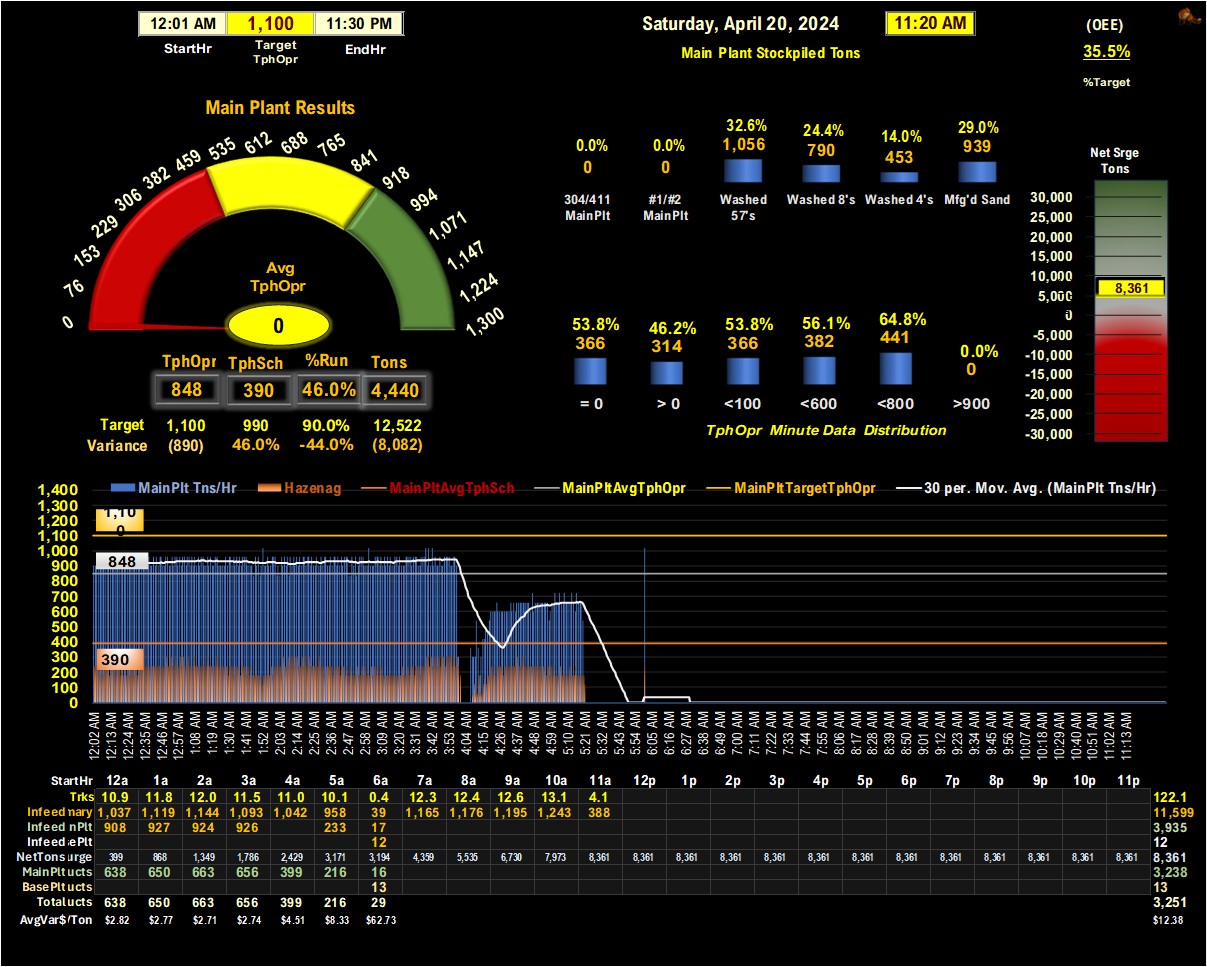 12:01 AM 1,100 11:30 PM
StartHr Target TphOpr EndHr
Saturday, April 20, 2024 11:20 AM
Main Plant Stockpiled Tons
(OEE)
35.5%
%Target
Main Plant Results
0 76 153 229 306 382 459 535 612 688 765 841 918 994 1,071 1,147 1,224 1,300
Avg
TphOpr
0
TphOpr TphSch %Run Tons
848 390 46.0% 4,440
Target 1,100 990 90.0% 12,522
Variance (890) 46.0% -44.0% (8,082)
0.0% 0.0% 32.6% 24.4% 14.0% 29.0%
0 0 1,056 790 453 939
304/411 MainPlt #1/#2 MainPlt Washed 57's Washed 8's Washed 4's Mfg'd Sand
53.8% 46.2% 53.8% 56.1% 64.8% 0.0%
366 314 366 382 441 0
= 0 > 0 <100 <600 <800 >900
TphOpr Minute Data Distribution
Net Srge
Tons
30,000
25,000
20,000
15,000
10,000
8,361
5,000
0
-5,000
-10,000
-15,000
-20,000
-25,000
-30,000
MainPlt Tns/Hr Hazenag MainPltAvgTphSch MainPltAvgTphOpr MainPltTargetTphOpr 30 per. Mov. Avg. (MainPlt Tns/Hr)
1,400
1,300
1,200
1,100
1,000
900
800
700
600
500
400
300
200
100
0
1,100
848
390
12:02 AM 12:13 AM 12:24 AM 12:35 AM 12:46 AM 12:57 AM 1:08 AM 1:19 AM 1:30 AM 1:41 AM 1:52 AM 2:03 AM 2:14 AM 2:25 AM 2:36 AM 2:47 AM 2:58 AM 3:09 AM 3:20 AM 3:31 AM 3:42 AM 3:53 AM 4:04 AM 4:15 AM 4:26 AM 4:37 AM 4:48 AM 4:59 AM 5:10 AM 5:21 AM 5:32 AM 5:43 AM 5:54 AM 6:05 AM 6:16 AM 6:27 AM 6:38 AM 6:49 AM 7:00 AM 7:11 AM 7:22 AM 7:33 AM 7:44 AM 7:55 AM 8:06 AM 8:17 AM 8:28 AM 8:39 AM 8:50 AM 9:01 AM 9:12 AM 9:23 AM 9:34 AM 9:45 AM 9:56 AM 10:07 AM 10:18 AM 10:29 AM 10:40 AM 10:51 AM 11:02 AM 11:13 AM
StartHr 12a 1a 2a 3a 4a 5a 6a 7a 8a 9a 10a 11a 12p 1p 2p 3p 4p 5p 6p 7p 8p 9p 10p 11p
Trks 10.9 11.8 12.0 11.5 11.0 10.1 0.4 12.3 12.4 12.6 13.1 4.1 122.1
Infeed mary 1,037 1,119 1,144 1,093 1,042 958 39 1,165 1,176 1,195 1,243 388 11,599
Infeed nPlt 908 927 924 926 233 17 3,935
Infeed ePlt 12 12
NetTons urge 399 868 1,349 1,786 2,429 3,171 3,194 4,359 5,535 6,730 7,973 8,361 8,361 8,361 8,361 8,361 8,361 8,361 8,361 8,361 8,361 8,361 8,361 8,361 8,361
MainPlt ucts 638 650 663 656 399 216 16 3,238
BasePlt ucts 13 13
Total ucts 638 650 663 656 399 216 29 3,251
AvgVar$/Ton $2.82 $2.77 $2.71 $2.74 $4.51 $8.33 $62.73 $12.38